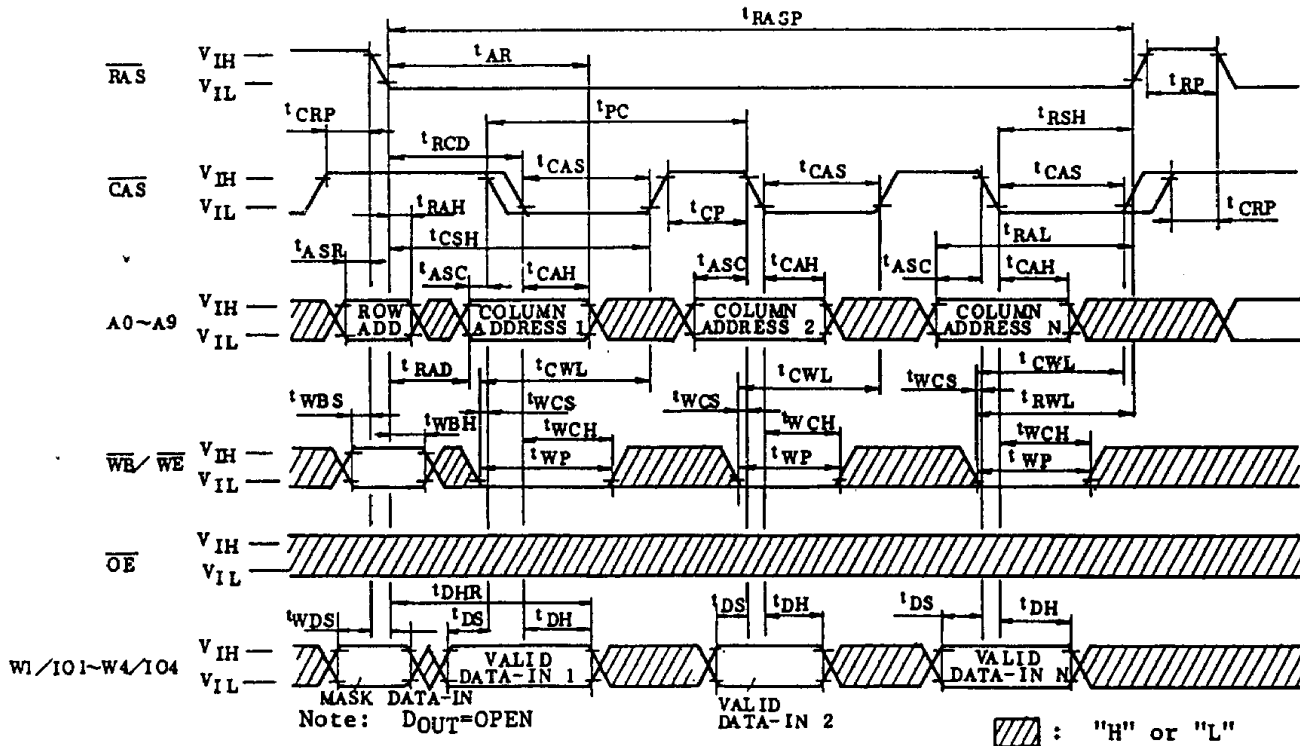 tRASP
RAS VIH
VIL
tAR
tRP
tCRP
tRCD
tPC
tRSH
CAS VIH
VIL
tCAS
tCAS
tCAS
tRAH
tCP
tCRP
tCSH
tRAL
tASR
tASC
tCAH
tASC
tCAH
tASC
tCAH
A0~A9 VIH
VIL
ROW ADD.
COLUMN ADDRESS 1
COLUMN ADDRESS 2
COLUMN ADDRESS N
tRAD
tCWL
tCWL
tCWL
tWBS
tWBH
tWCS
tWCS
tWCS
tRWL
tWCH
tWCH
tWCH
tWP
tWP
tWP
WB/WE VIH
VIL
OE VIH
VIL
tDHR
tWDS
tDS
tDH
tDS
tDH
tDS
tDH
W1/IO1~W4/IO4 VIH
VIL
MASK DATA-IN
VALID DATA-IN 1
VALID DATA-IN 2
VALID DATA-IN N
Note: DOUT=OPEN
: "H" or "L"